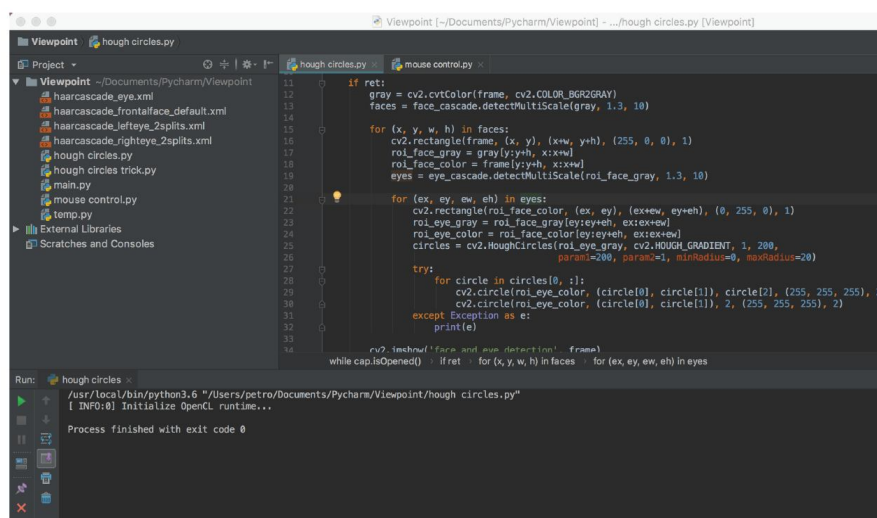 Viewpoint [~/Documents/Pycharm/Viewpoint] - .../hough circles.py [Viewpoint]
Viewpoint hough circles.py
Project
hough circles.py × mouse control.py ×
Viewpoint ~/Documents/Pycharm/Viewpoint
haarcascade_eye.xml
haarcascade_frontalface_default.xml
haarcascade_lefteye_2splits.xml
haarcascade_righteye_2splits.xml
hough circles.py
hough circles trick.py
main.py
mouse control.py
temp.py
External Libraries
Scratches and Consoles
11 if ret:
12 gray = cv2.cvtColor(frame, cv2.COLOR_BGR2GRAY)
13 faces = face_cascade.detectMultiScale(gray, 1.3, 10)
14
15 for (x, y, w, h) in faces:
16 cv2.rectangle(frame, (x, y), (x+w, y+h), (255, 0, 0), 1)
17 roi_face_gray = gray[y:y+h, x:x+w]
18 roi_face_color = frame[y:y+h, x:x+w]
19 eyes = eye_cascade.detectMultiScale(roi_face_gray, 1.3, 10)
20
21 for (ex, ey, ew, eh) in eyes:
22 cv2.rectangle(roi_face_color, (ex, ey), (ex+ew, ey+eh), (0, 255, 0), 1)
23 roi_eye_gray = roi_face_gray[ey:ey+eh, ex:ex+ew]
24 roi_eye_color = roi_face_color[ey:ey+eh, ex:ex+ew]
25 circles = cv2.HoughCircles(roi_eye_gray, cv2.HOUGH_GRADIENT, 1, 200,
26 param1=200, param2=1, minRadius=0, maxRadius=20)
27 try:
28 for circle in circles[0, :]:
29 cv2.circle(roi_eye_color, (circle[0], circle[1]), circle[2], (255, 255, 255),
30 cv2.circle(roi_eye_color, (circle[0], circle[1]), 2, (255, 255, 255), 2)
31 except Exception as e:
32 print(e)
33
34 cv2.imshow('face and eye detection', frame)
while cap.isOpened() › if ret › for (x, y, w, h) in faces › for (ex, ey, ew, eh) in eyes
Run: hough circles ×
/usr/local/bin/python3.6 "/Users/petro/Documents/Pycharm/Viewpoint/hough circles.py"
[ INFO:0] Initialize OpenCL runtime...
Process finished with exit code 0